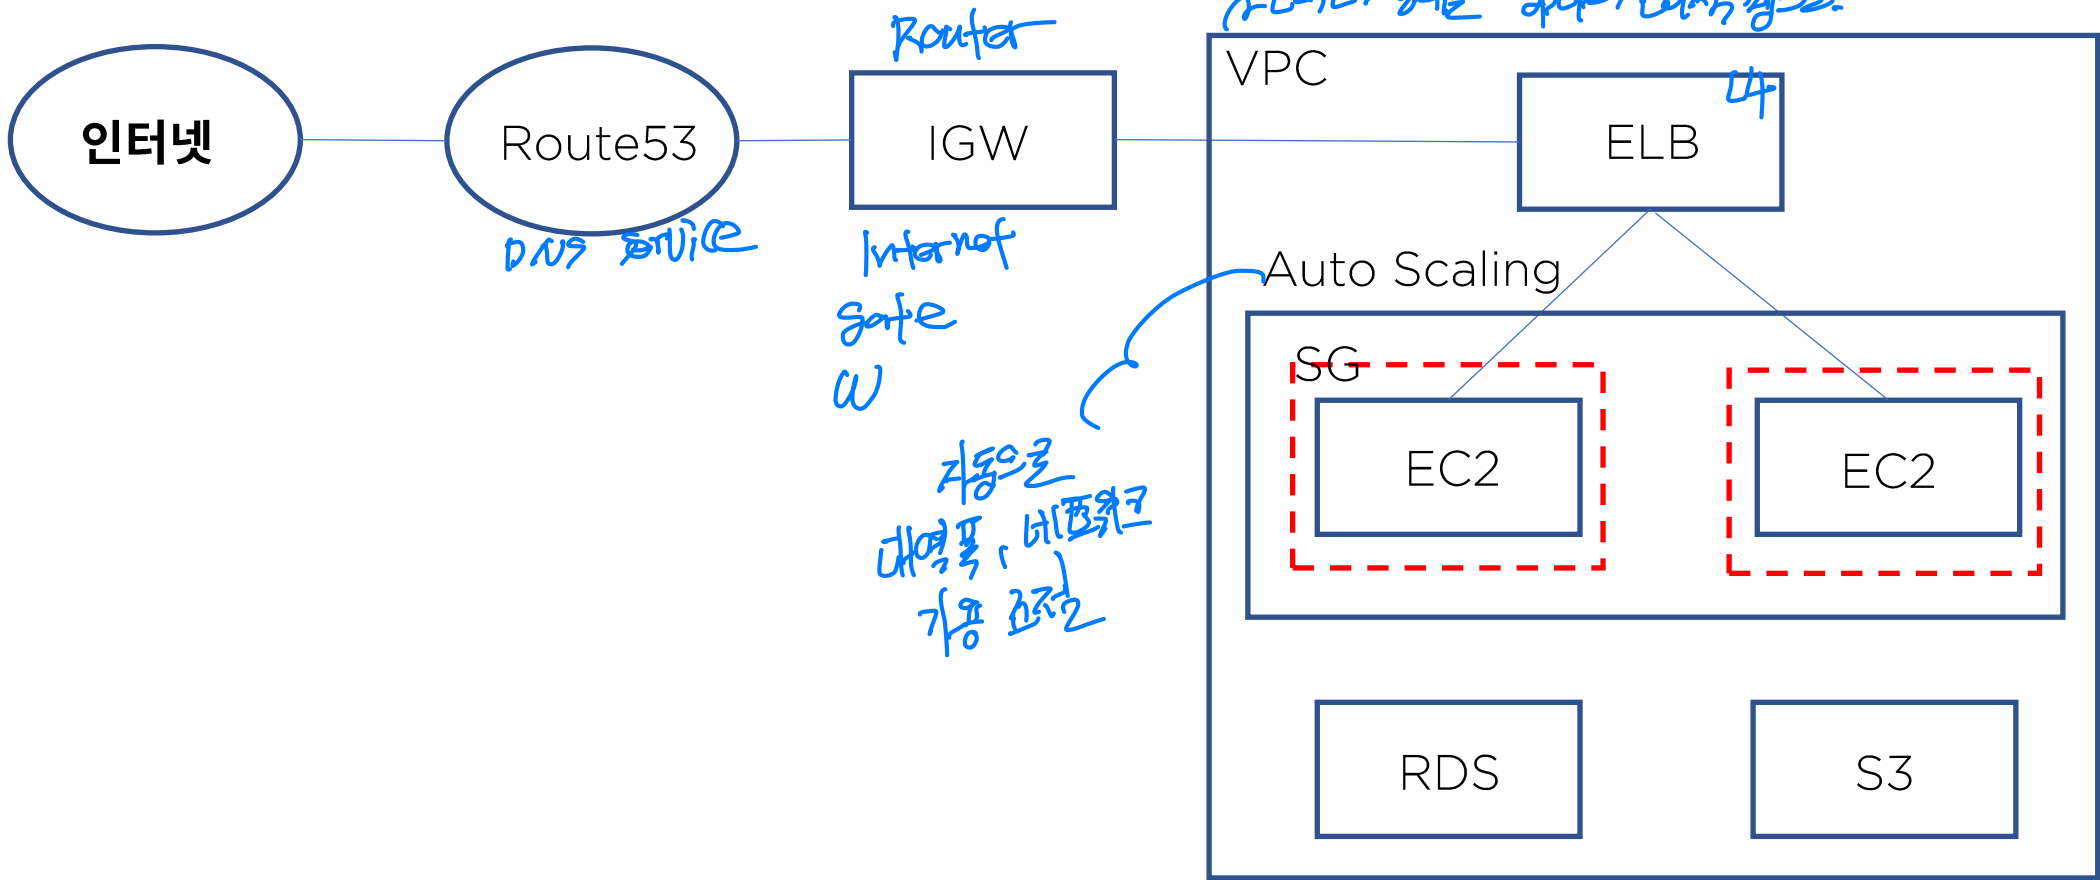 Router
VPC
L4
인터넷
Route53
IGW
ELB
DNS service
Internet
gate
W
Auto Scaling
SG
EC2
EC2
자동으로
대역폭, 네트워크
가용 조절
RDS
S3